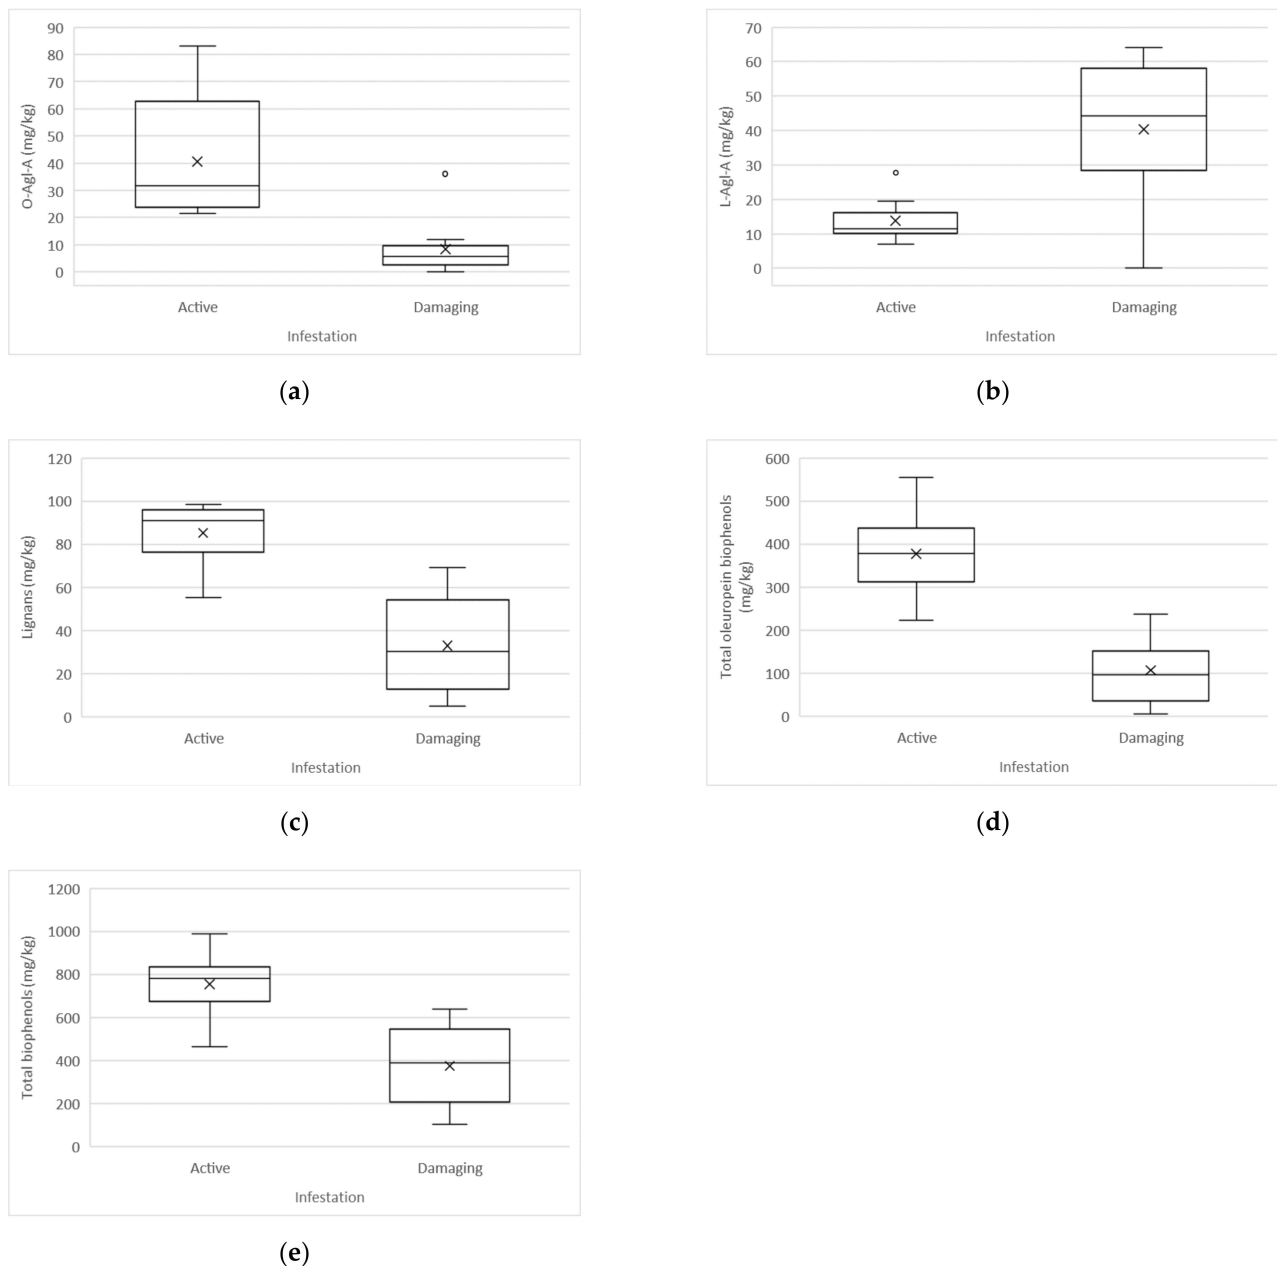 90
80
70
60
50
40
30
20
10
0
O-Agl-A (mg/kg)
Active
Damaging
Infestation
(a)
70
60
50
40
30
20
10
0
L-Agl-A (mg/kg)
Active
Damaging
Infestation
(b)
120
100
80
60
40
20
0
Lignans (mg/kg)
Active
Damaging
Infestation
(c)
600
500
400
300
200
100
0
Total oleuropein biophenols
(mg/kg)
Active
Damaging
Infestation
(d)
1200
1000
800
600
400
200
0
Total biophenols (mg/kg)
Active
Damaging
Infestation
(e)